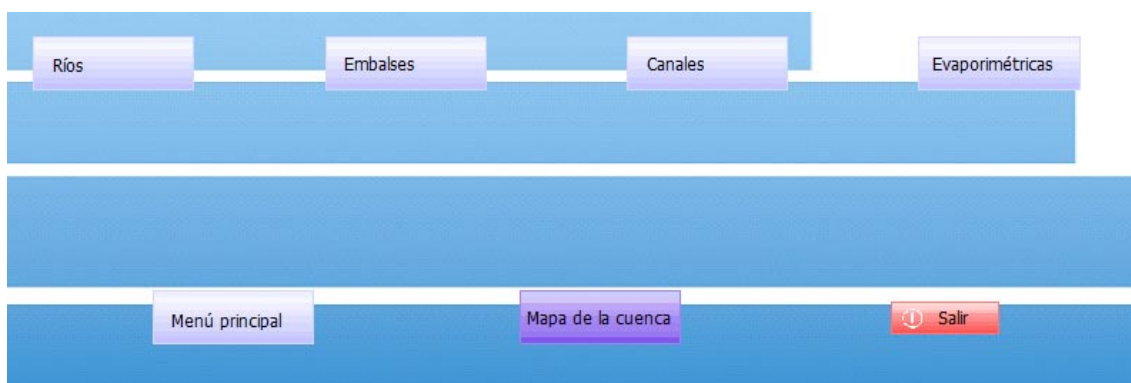 Ríos
Embalses
Canales
Evaporimétricas
Menú principal
Mapa de la cuenca
Salir